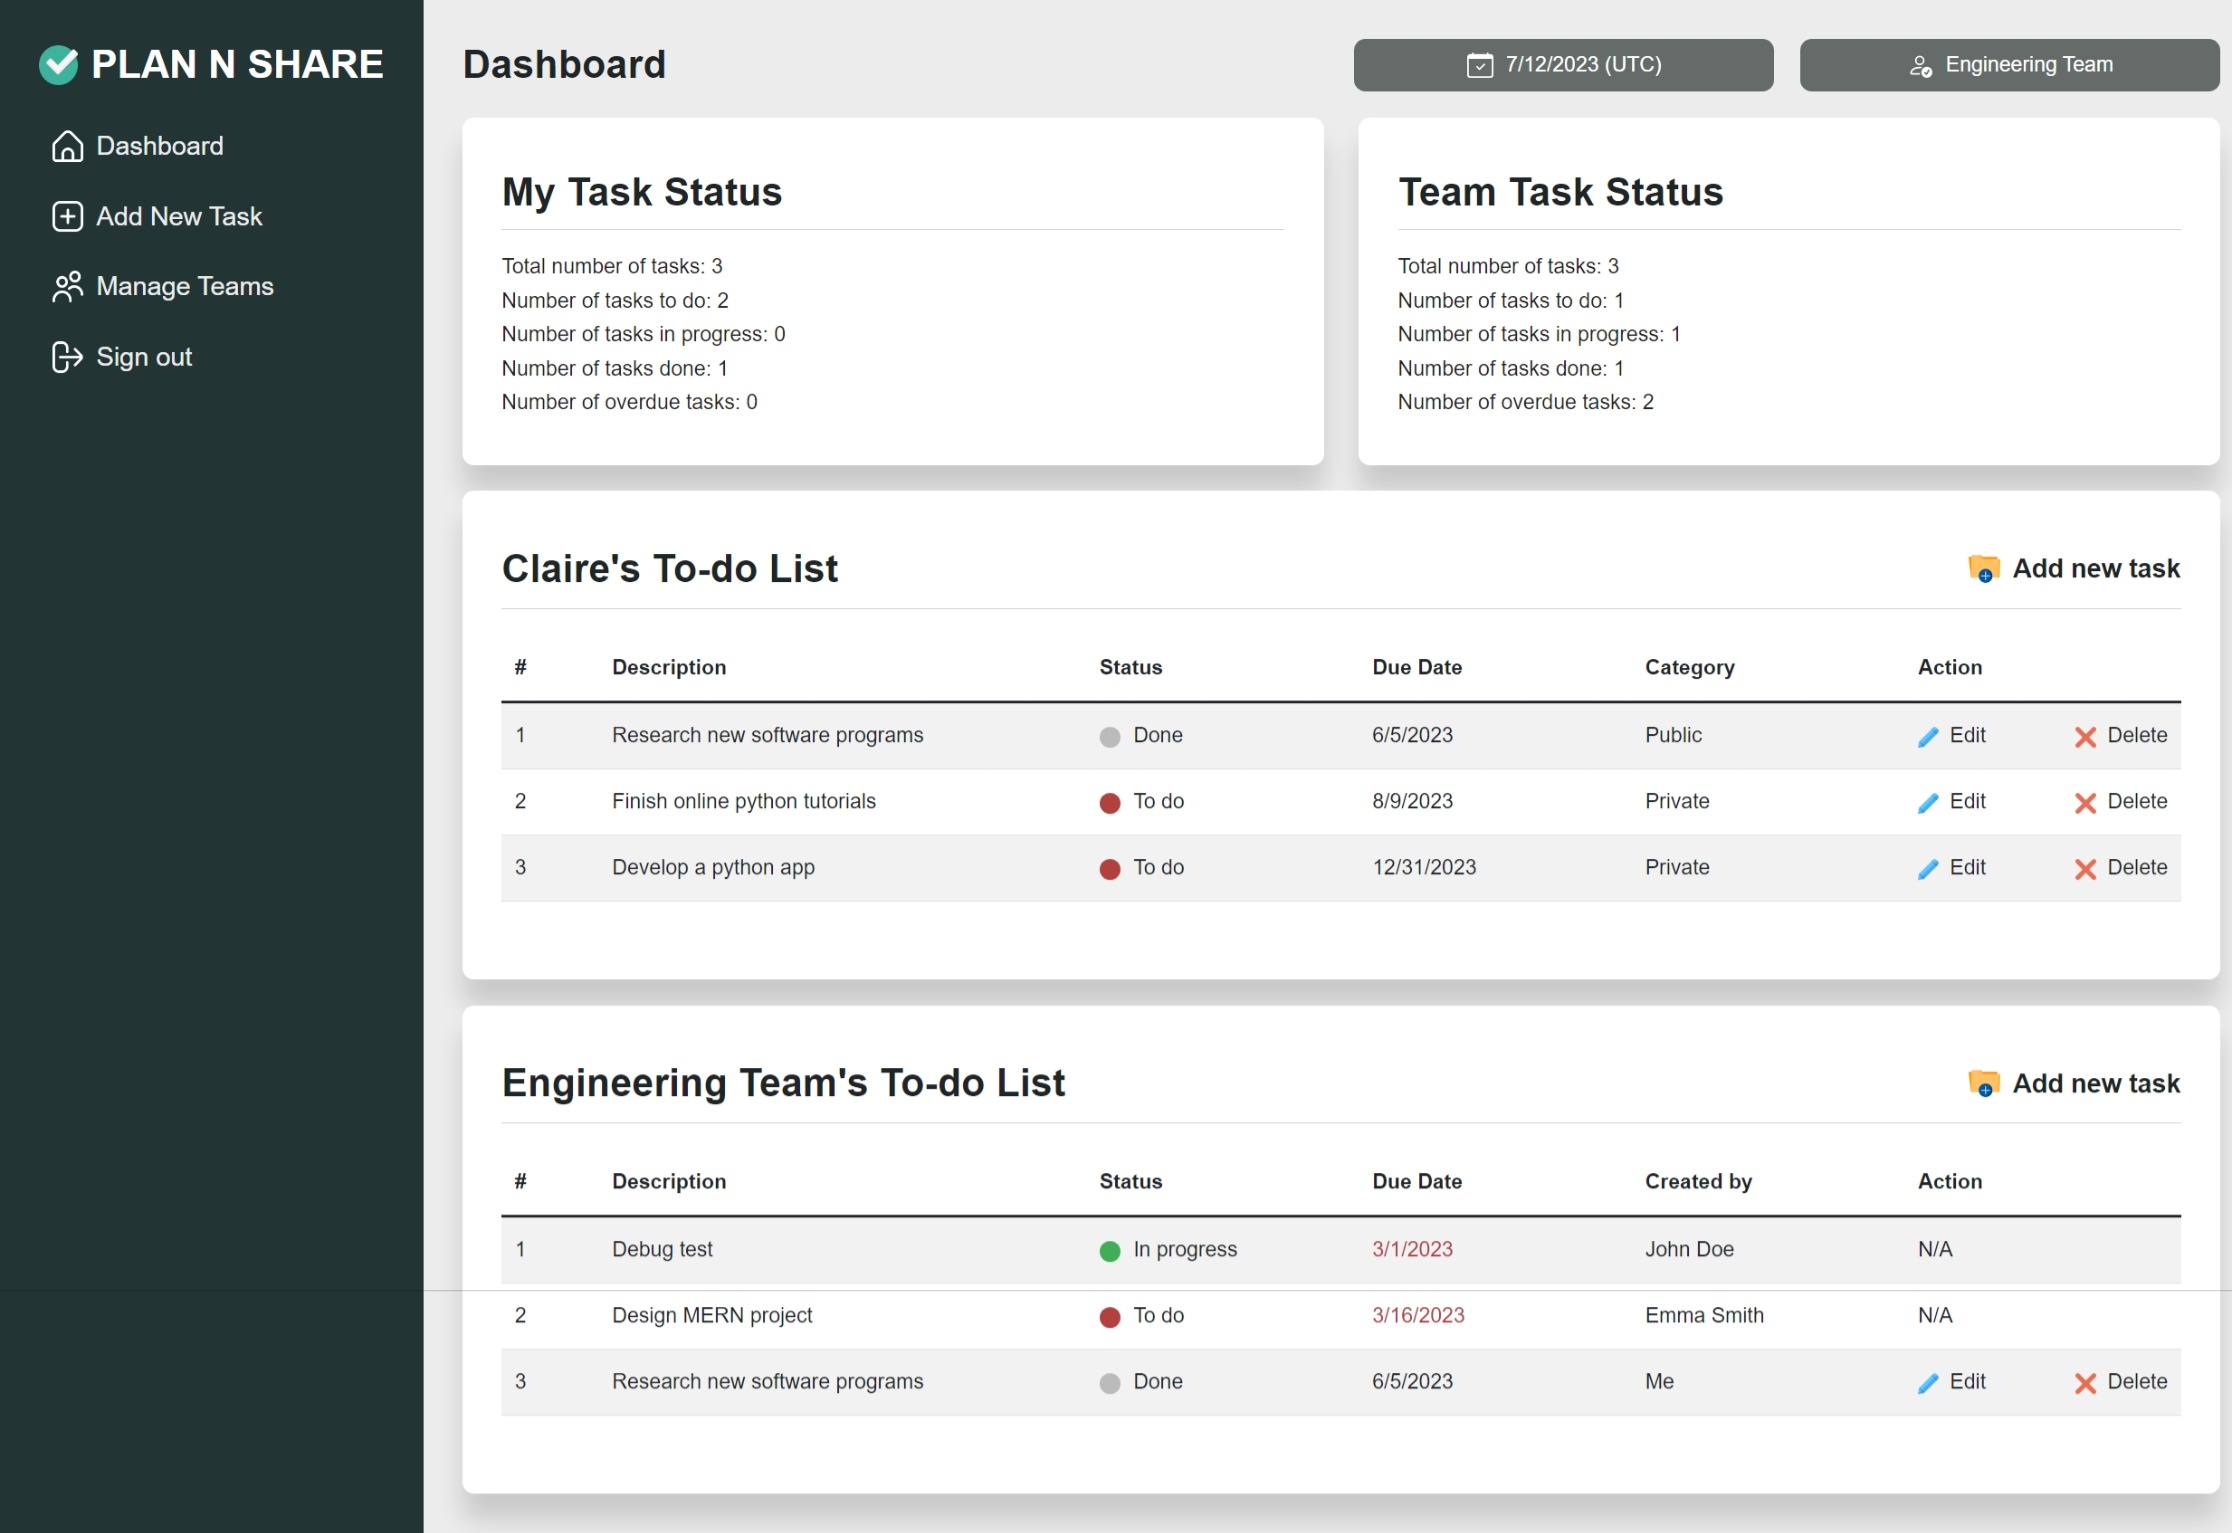 PLAN N SHARE
Dashboard
Add New Task
Manage Teams
Sign out
Dashboard
7/12/2023 (UTC)
Engineering Team
My Task Status
Total number of tasks: 3
Number of tasks to do: 2
Number of tasks in progress: 0
Number of tasks done: 1
Number of overdue tasks: 0
Team Task Status
Total number of tasks: 3
Number of tasks to do: 1
Number of tasks in progress: 1
Number of tasks done: 1
Number of overdue tasks: 2
Claire's To-do List
Add new task
# Description Status Due Date Category Action
1 Research new software programs Done 6/5/2023 Public Edit Delete
2 Finish online python tutorials To do 8/9/2023 Private Edit Delete
3 Develop a python app To do 12/31/2023 Private Edit Delete
Engineering Team's To-do List
Add new task
# Description Status Due Date Created by Action
1 Debug test In progress 3/1/2023 John Doe N/A
2 Design MERN project To do 3/16/2023 Emma Smith N/A
3 Research new software programs Done 6/5/2023 Me Edit Delete